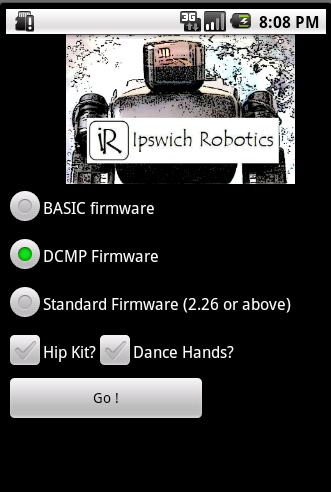 3G 8:08 PM
iR Ipswich Robotics
BASIC firmware
DCMP Firmware
Standard Firmware (2.26 or above)
Hip Kit? Dance Hands?
Go !